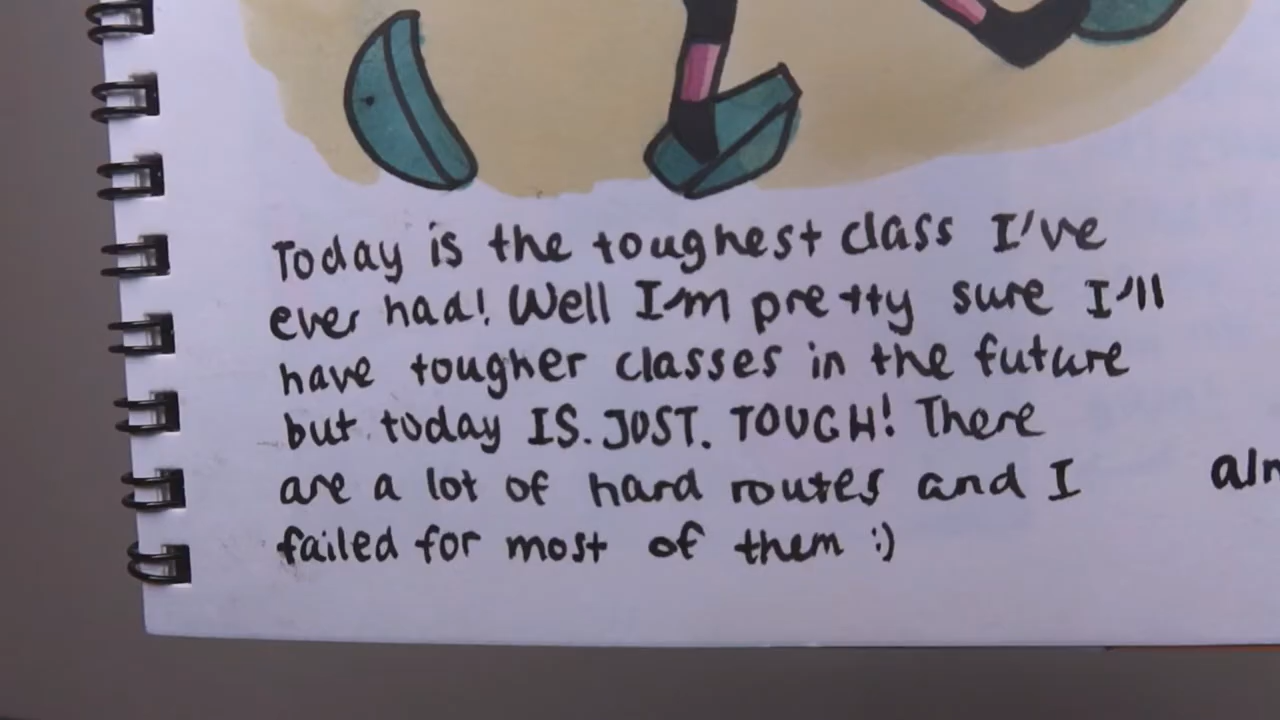 Today is the toughest class I've
ever had! Well I'm pretty sure I'll
have tougher classes in the future
but today IS. JUST. TOUGH! There
are a lot of hard routes and I
failed for most of them :)